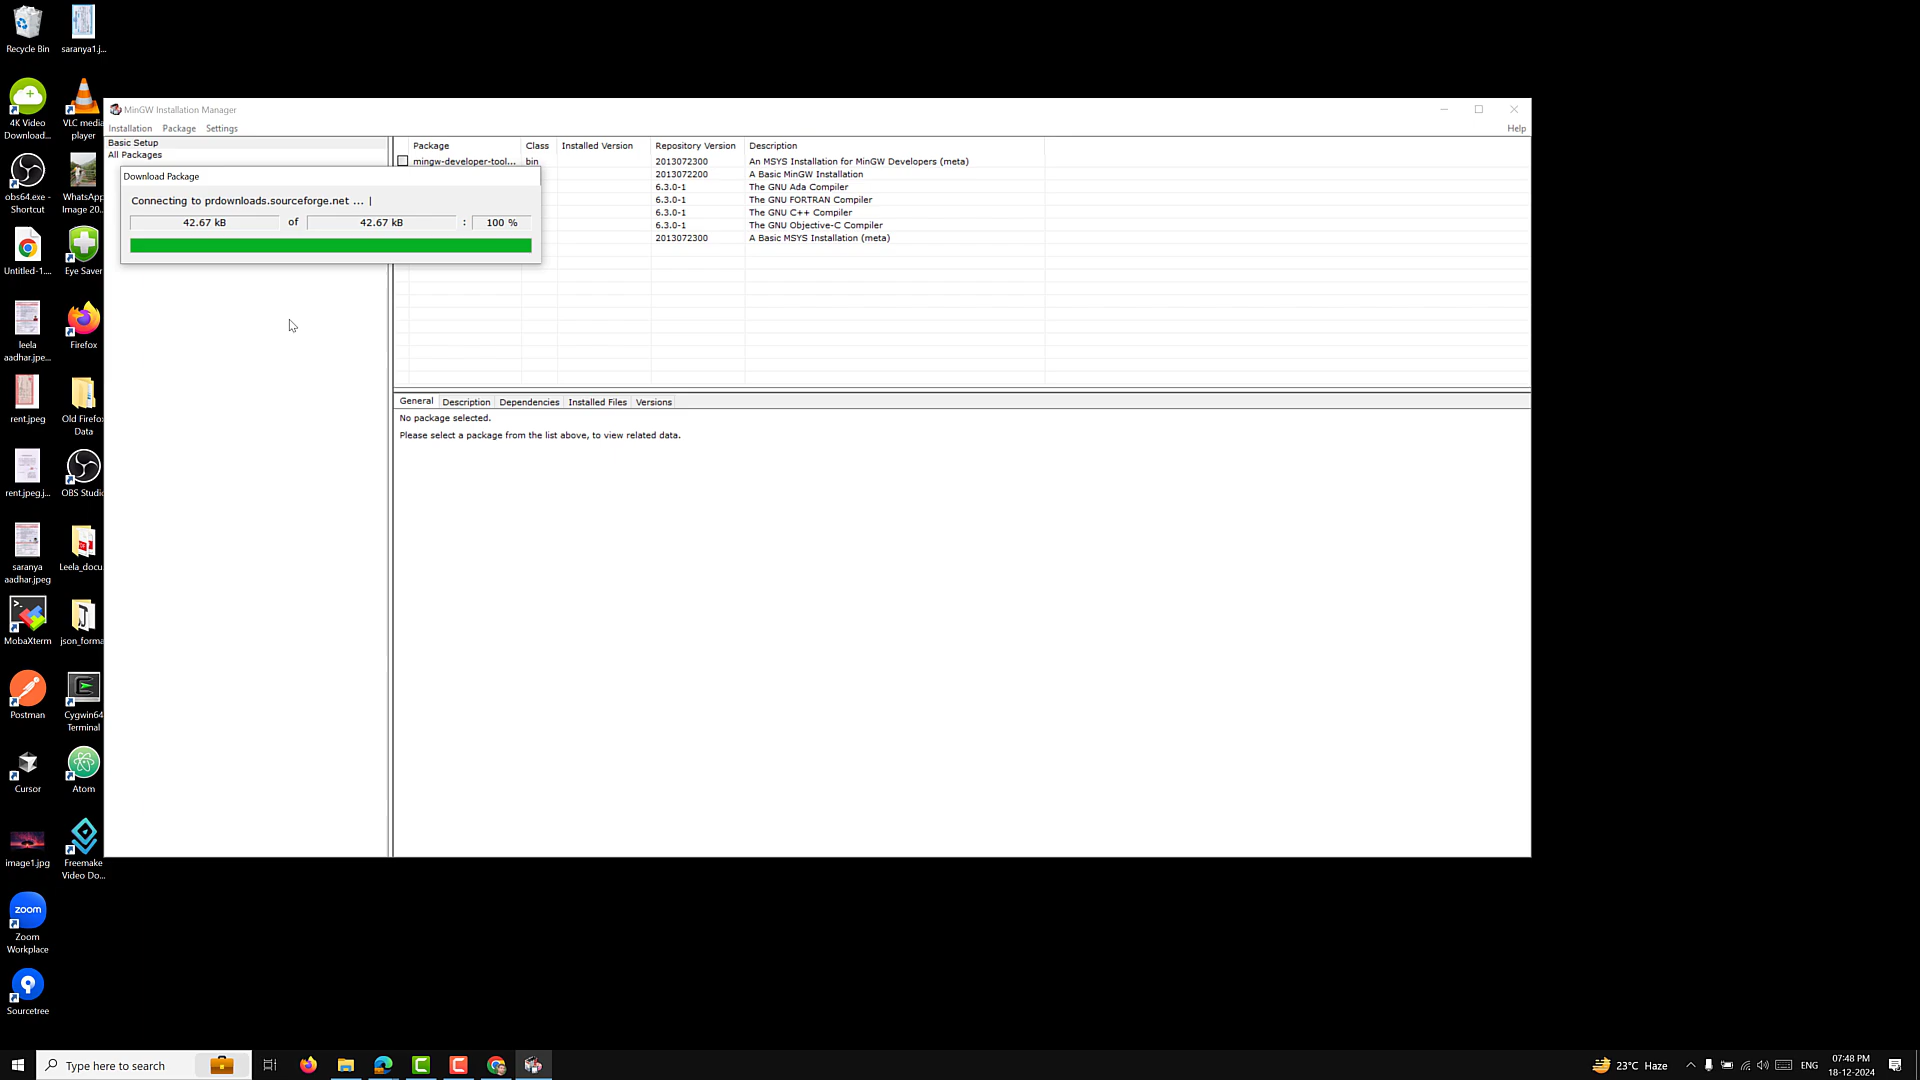 Recycle Bin
saranya1.j...
4K Video
Download...
VLC media
player
obs64.exe -
Shortcut
WhatsApp
Image 20...
Untitled-1....
Eye Saver
leela
aadhar.jpe...
Firefox
rent.jpeg
Old Firefox
Data
rent.jpeg.j...
OBS Studio
saranya
aadhar.jpeg
Leela_docu
MobaXterm
json_forma
Postman
Cygwin64
Terminal
Cursor
Atom
image1.jpg
Freemake
Video Do...
zoom
Zoom
Workplace
Sourcetree
MinGW Installation Manager
Installation Package Settings Help
Basic Setup
All Packages
Package Class Installed Version Repository Version Description
mingw-developer-tool... bin 2013072300 An MSYS Installation for MinGW Developers (meta)
2013072200 A Basic MinGW Installation
6.3.0-1 The GNU Ada Compiler
6.3.0-1 The GNU FORTRAN Compiler
6.3.0-1 The GNU C++ Compiler
6.3.0-1 The GNU Objective-C Compiler
2013072300 A Basic MSYS Installation (meta)
Download Package
Connecting to prdownloads.sourceforge.net ... |
42.67 kB of 42.67 kB : 100 %
General Description Dependencies Installed Files Versions
No package selected.
Please select a package from the list above, to view related data.
Type here to search
23°C Haze
ENG
07:48 PM
18-12-2024